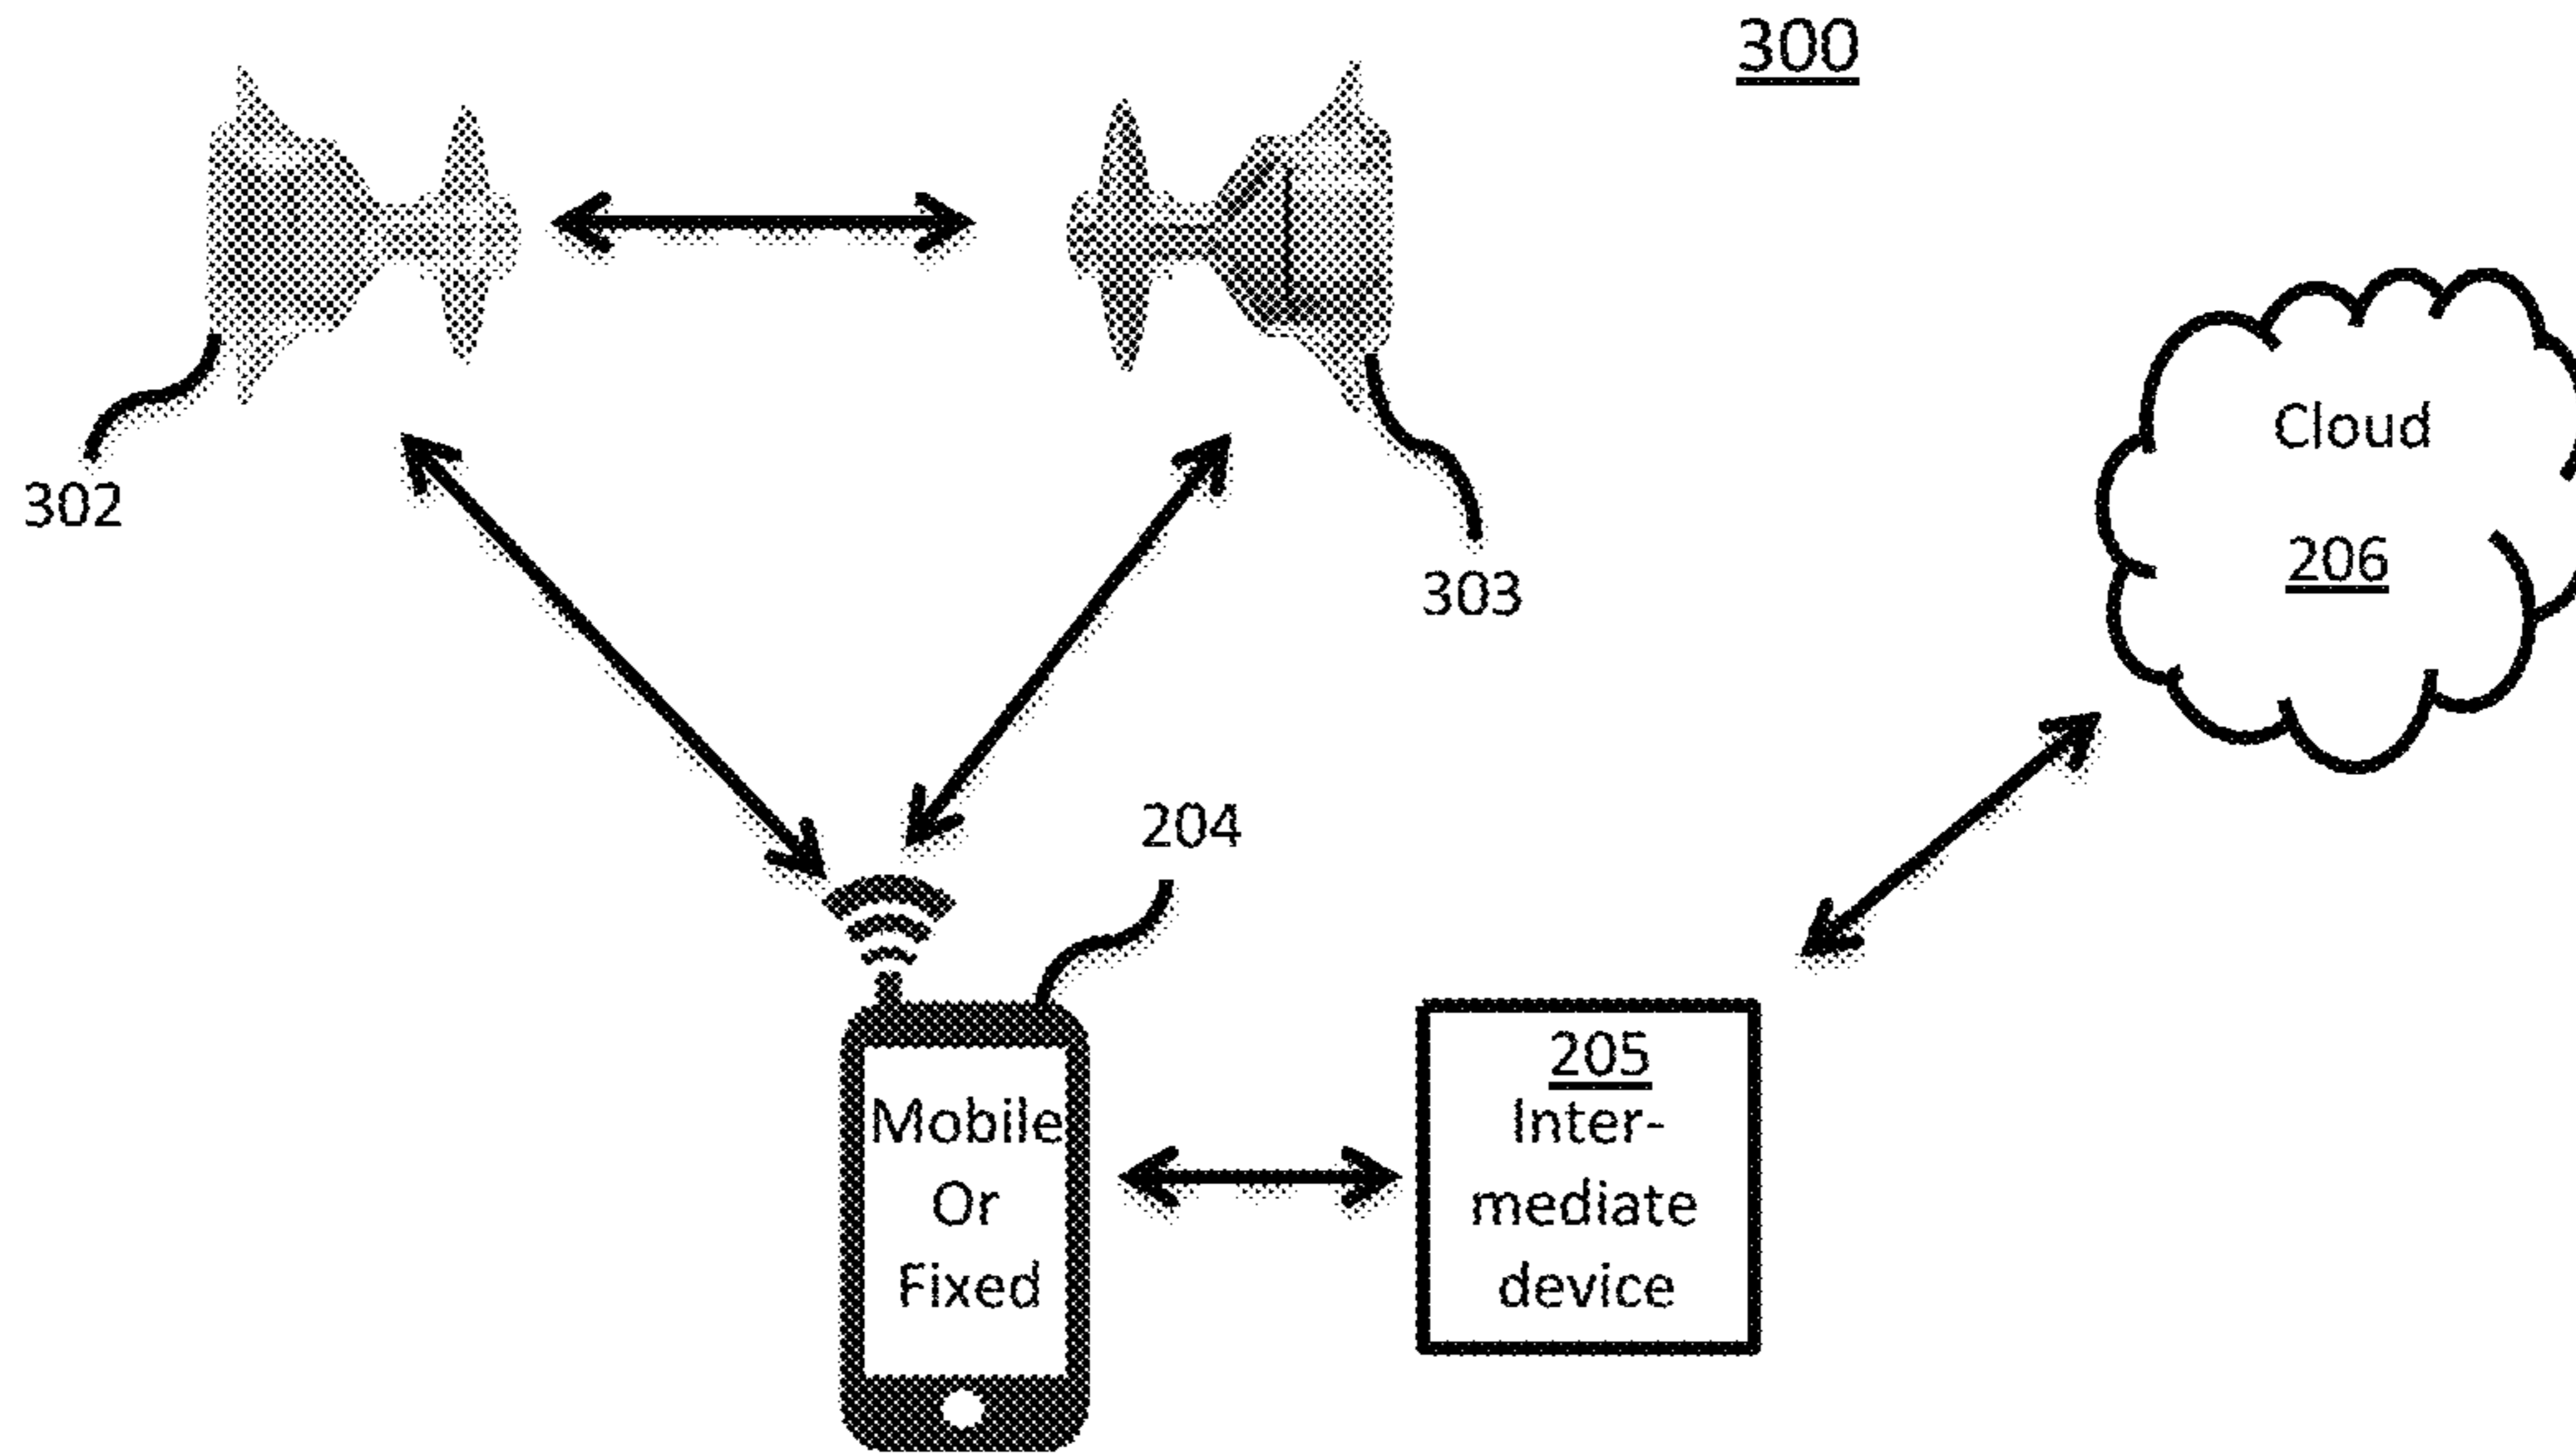 300
302
303
Cloud
206
204
Mobile
Or
Fixed
205
Inter-
mediate
device